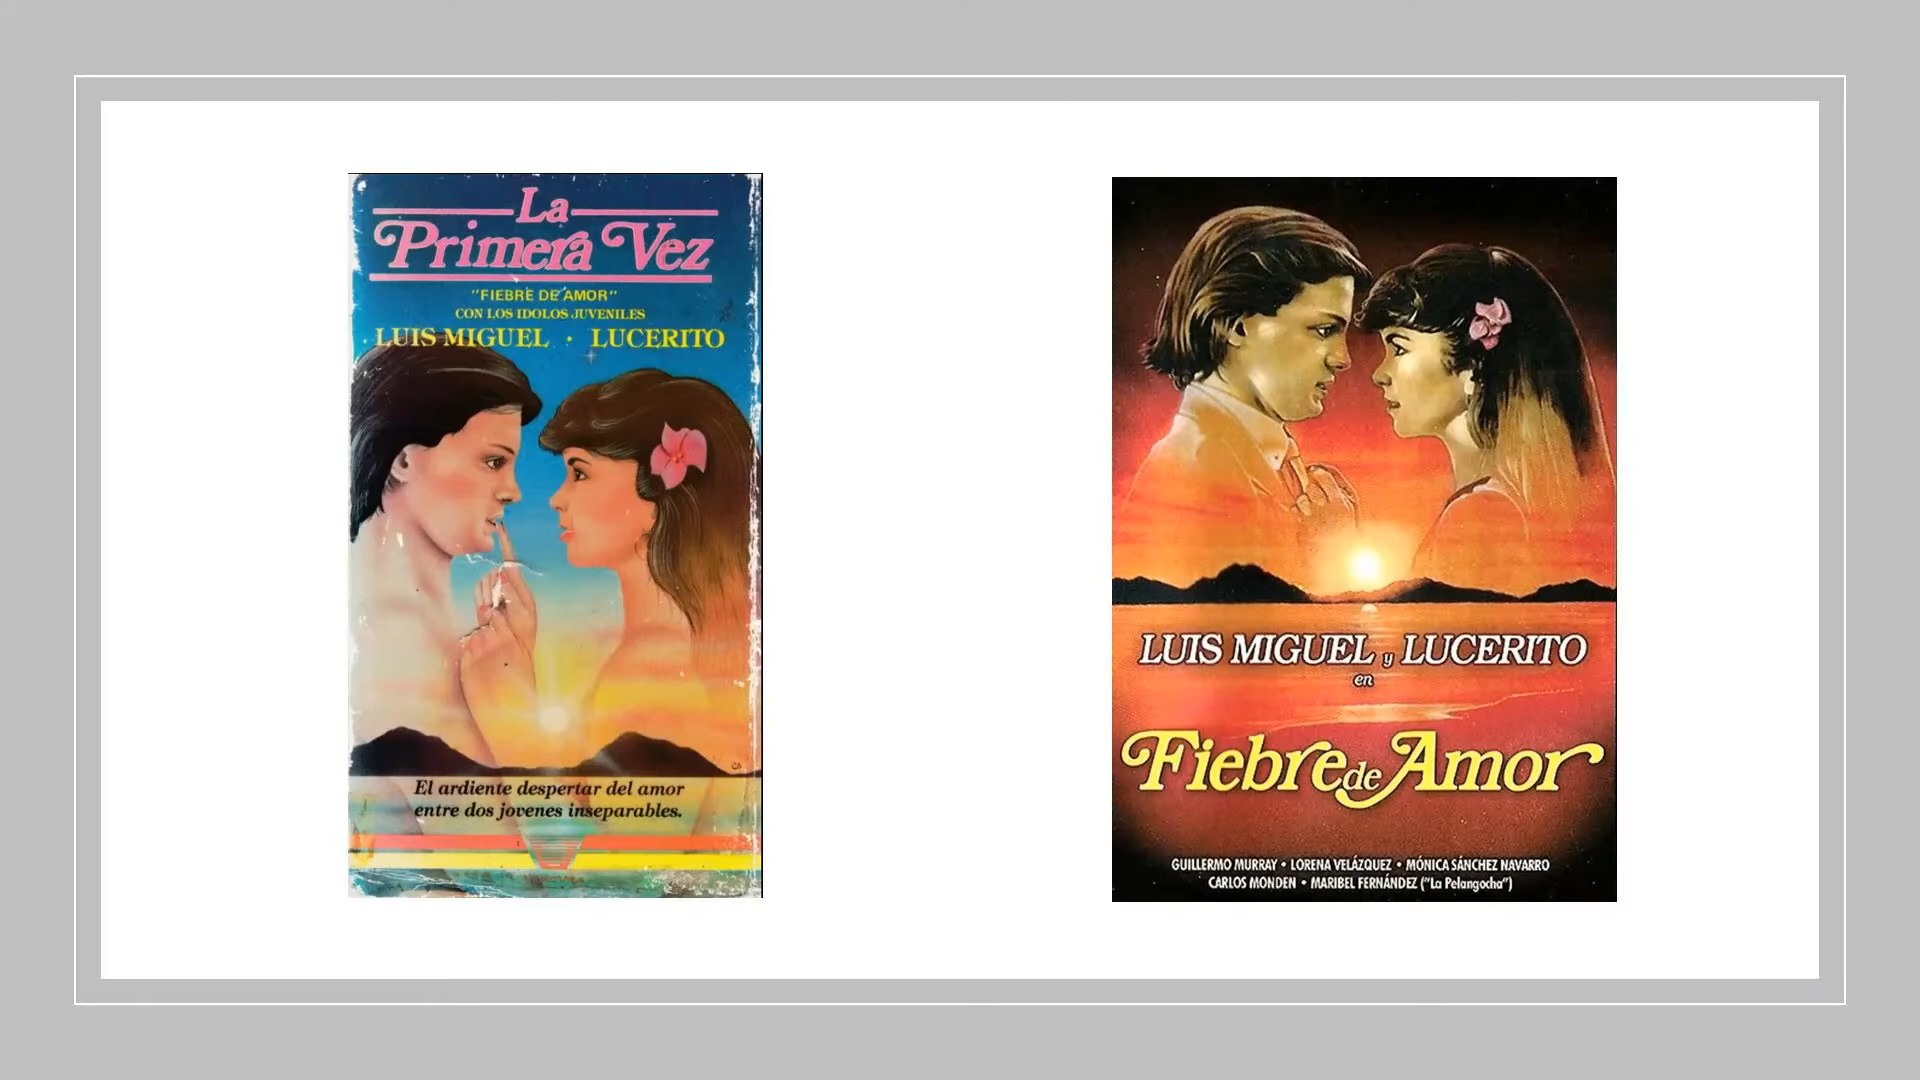 La
Primera Vez
"FIEBRE DE AMOR"
CON LOS IDOLOS JUVENILES
LUIS MIGUEL · LUCERITO
El ardiente despertar del amor
entre dos jovenes inseparables.
LUIS MIGUEL y LUCERITO
en
Fiebre de Amor
GUILLERMO MURRAY • LORENA VELÁZQUEZ • MÓNICA SÁNCHEZ NAVARRO
CARLOS MONDEN • MARIBEL FERNÁNDEZ ("La Pelangocha")